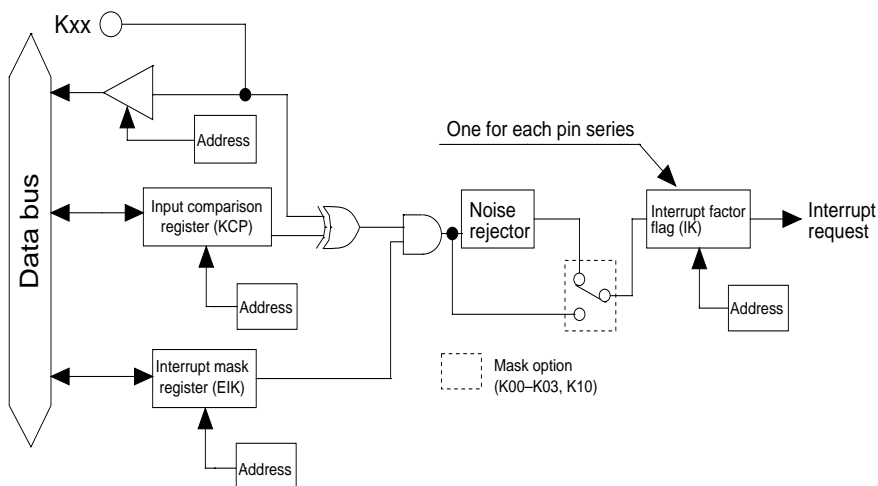 Kxx
Data bus
Address
Input comparison
register (KCP)
Address
Interrupt mask
register (EIK)
Address
Noise
rejector
One for each pin series
Interrupt factor
flag (IK)
Interrupt
request
Address
Mask option
(K00–K03, K10)